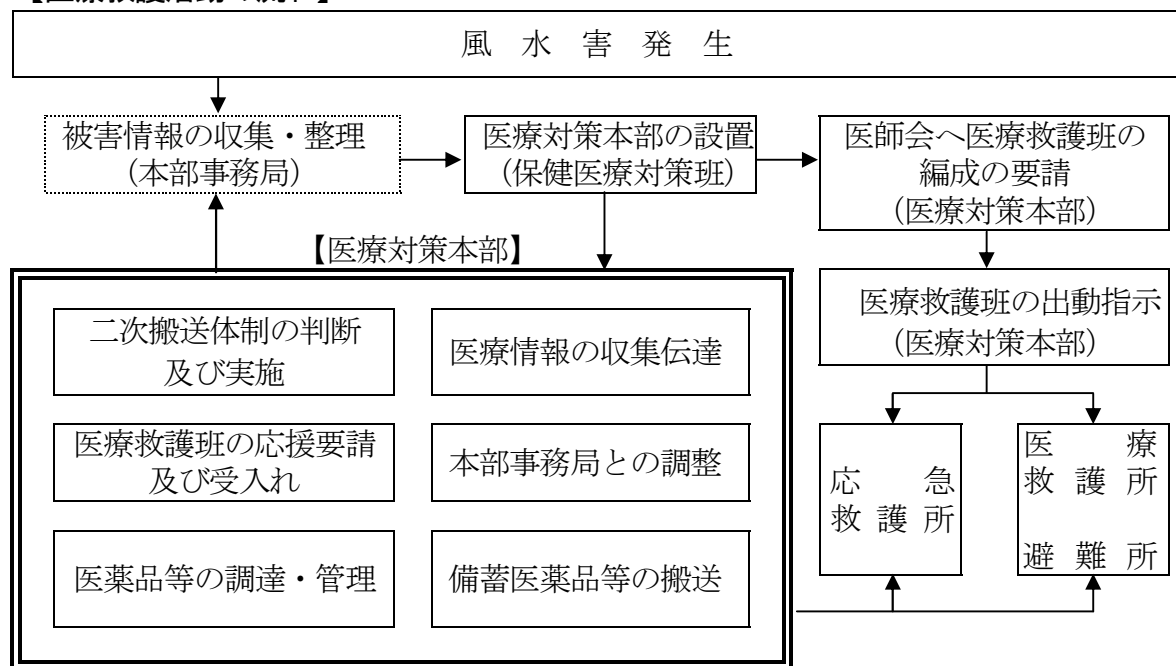 風水害発生
被害情報の収集・整理
（本部事務局）
医療対策本部の設置
（保健医療対策班）
医師会へ医療救護班の
編成の要請
（医療対策本部）
【医療対策本部】
医療救護班の出動指示
（医療対策本部）
二次搬送体制の判断
及び実施
医療情報の収集伝達
医療救護班の応援要請
及び受入れ
本部事務局との調整
医薬品等の調達・管理
備蓄医薬品等の搬送
応急
救護所
医療
救護所
避難所